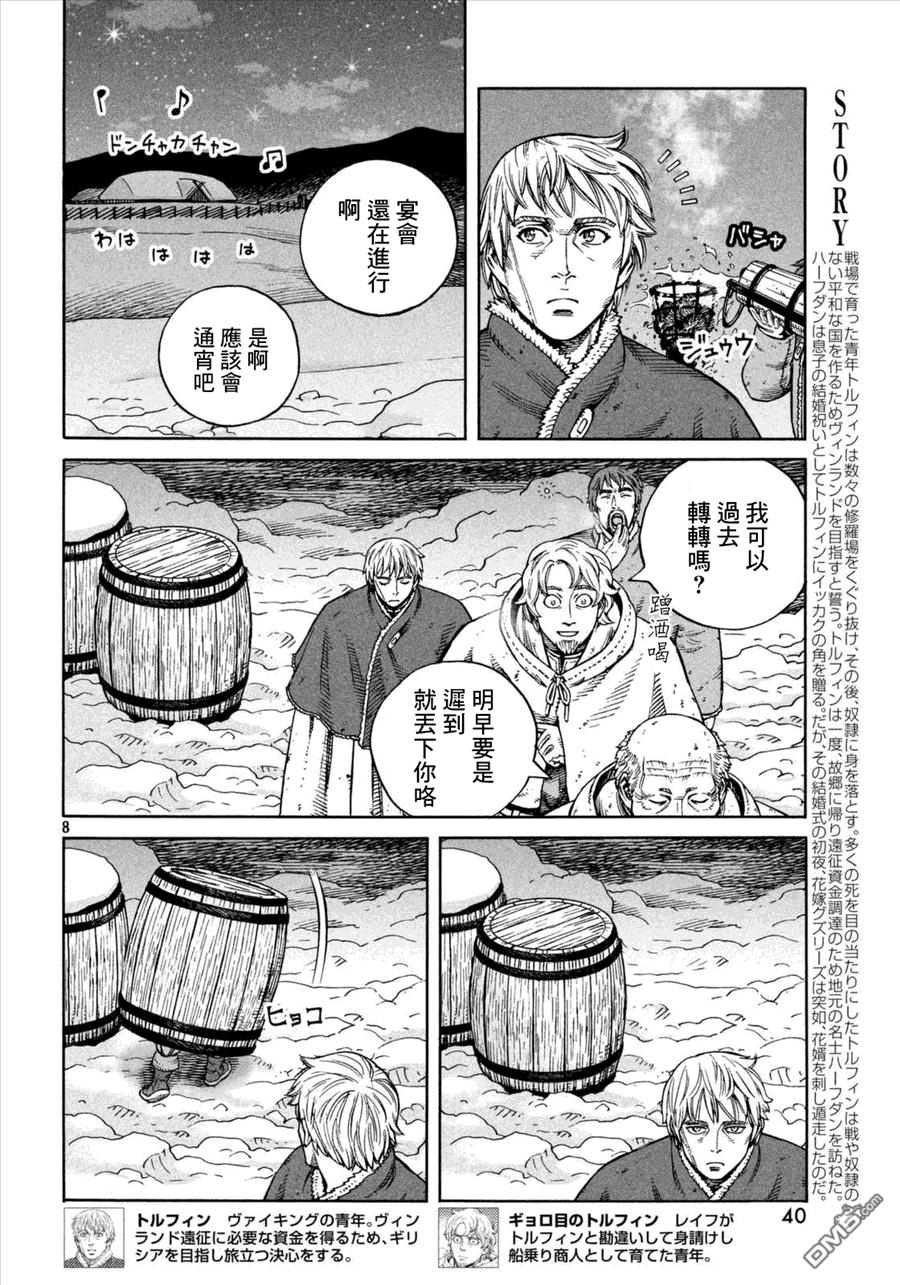 STORY
戦場で育った青年トルフィンは数々の修羅場をくぐり抜け、その後、奴隷に身を落とす。多くの死を目の当たりにしたトルフィンは戦や奴隷の
ない平和な国を作るためヴィンランドを目指すと誓う。トルフィンは一度、故郷に帰り遠征資金調達のため地元の名士ハーフダンを訪ねた。
ハーフダンは息子の結婚祝いとしてトルフィンにイッカクの角を贈る。だが、その結婚式の初夜、花嫁グズリーズは突如、花婿を刺し遁走したのだ。
バシャ
ジュゥウ
♪
♪
ドンチャカチャン
♫
わは
は
は
は
宴會
還在進行
啊
是啊
應該會
通宵吧
我可以
過去
轉轉嗎?
蹭酒喝
明早要是
遲到
就丟下你咯
8
ヒョコ
40
トルフィン ヴァイキングの青年。ヴィン
ランド遠征に必要な資金を得るため、ギリ
シアを目指し旅立つ決心をする。
ギョロ目のトルフィン レイフが
トルフィンと勘違いして身請けし
船乗り商人として育てた青年。
DM5.com